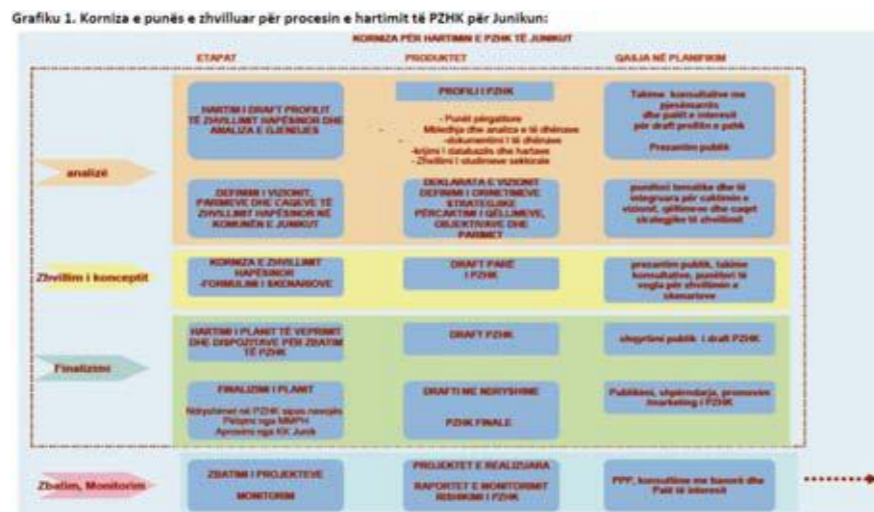 Grafiku 1. Korniza e punës e zhvilluar për procesin e hartimit të PZHK për Junikun:
KORNIZA PËR HARTIMIN E PZHK TË JUNIKUT
ETAPAT
PRODUKTET
QASJA NË PLANIFIKIM
analizë
HARTIM I DRAFT PROFILIT
TË ZHVILLIMIT HAPËSINOR DHE
ANALIZA E GJENDJES
PROFILI I PZHK
- Punët përgatitore
- Mbledhja dhe analiza e të dhënave
-dokumentimi i të dhënave
-krijimi i databazës dhe hartave
- Zhvillimi i studimeve sektorale
Takime konsultative me
pjesëmarrës
dhe palët e interesit
për draft profilin e pzhk
Prezantim publik
DEFINIMI I VIZIONIT,
PARIMEVE DHE CAQEVE TË
ZHVILLIMIT HAPËSINOR NË
KOMUNËN E JUNIKUT
DEKLARATA E VIZIONIT
DEFINIMI I ORINETIMEVE
STRATEGJIKE
PËRCAKTIMI I QËLLIMEVE,
OBJEKTIVAVE DHE
PARIMET
punëtori tematike dhe të
integruara për caktimin e
vizionit, qëllimeve dhe caqet
strategjike të zhvillimit
Zhvillim i konceptit
KORNIZA E ZHVILLIMIT
HAPËSINOR
-FORMULIMI I SKENARIOVE
DRAFT PARË
I PZHK
prezantim publik, takime
konsultative, punëtori të
vogla për zhvillimin e
skenarieve
Finalizimi
HARTIMI I PLANIT TË VEPRIMIT
DHE DISPOZITAVE PËR ZBATIM
TË PZHK
DRAFT PZHK
shqyrtimi publik i draft PZHK
FINALIZIMI I PLANIT
Ndryshimet në PZHK sipas nevojës
Pëlqimi nga MMPH
Aprovimi nga KK Junik
DRAFTI ME NDRYSHIME
PZHK FINALE
Publikimi, shpërndarja, promovim
/marketing i PZHK
Zbatim, Monitorim
ZBATIMI I PROJEKTEVE
MONITORIM
PROJEKTET E REALIZUARA
RAPORTET E MONITORIMIT
RISHIKIMI I PZHK
PPP, konsultime me banorë dhe
Palë të interesit